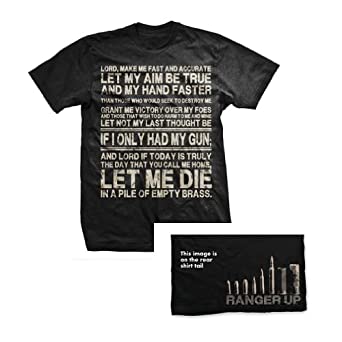 LORD, MAKE ME FAST AND ACCURATE
LET MY AIM BE TRUE
AND MY HAND FASTER
THAN THOSE WHO WOULD SEEK TO DESTROY ME.
GRANT ME VICTORY OVER MY FOES
AND THOSE THAT WISH TO DO HARM TO ME AND MINE
LET NOT MY LAST THOUGHT BE
IF I ONLY HAD MY GUN;
AND LORD IF TODAY IS TRULY
THE DAY THAT YOU CALL ME HOME,
LET ME DIE
IN A PILE OF EMPTY BRASS.
This image is
on the rear
shirt tail
RANGER UP